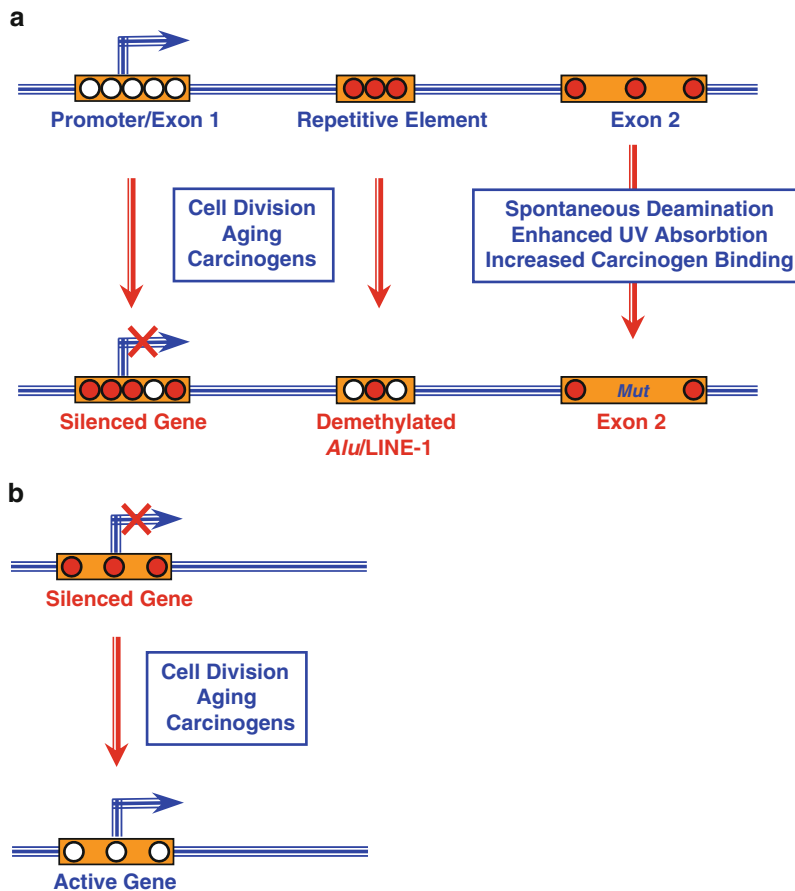 a
Promoter/Exon 1
Repetitive Element
Exon 2
Cell Division
Aging
Carcinogens
Spontaneous Deamination
Enhanced UV Absorbtion
Increased Carcinogen Binding
Mut
Silenced Gene
Demethylated
Alu/LINE-1
Exon 2
b
Silenced Gene
Cell Division
Aging
Carcinogens
Active Gene